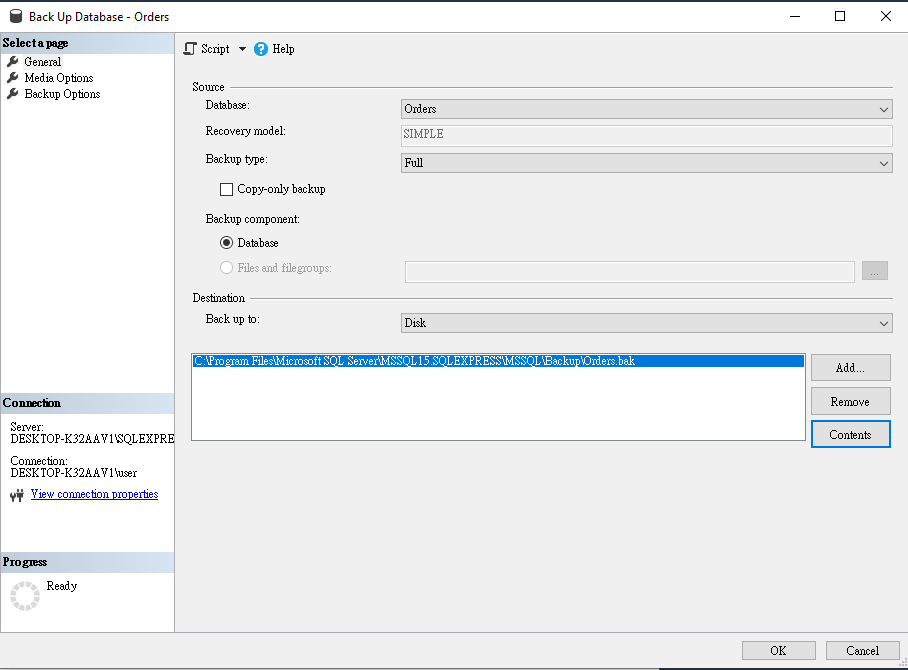 Back Up Database - Orders
Select a page
General
Media Options
Backup Options
Script
Help
Source
Database:
Orders
Recovery model:
SIMPLE
Backup type:
Full
Copy-only backup
Backup component:
Database
Files and filegroups:
...
Destination
Back up to:
Disk
C:\Program Files\Microsoft SQL Server\MSSQL15.SQLEXPRESS\MSSQL\Backup\Orders.bak
Add...
Remove
Contents
Connection
Server:
DESKTOP-K32AAV1\SQLEXPRE
Connection:
DESKTOP-K32AAV1\user
View connection properties
Progress
Ready
OK
Cancel